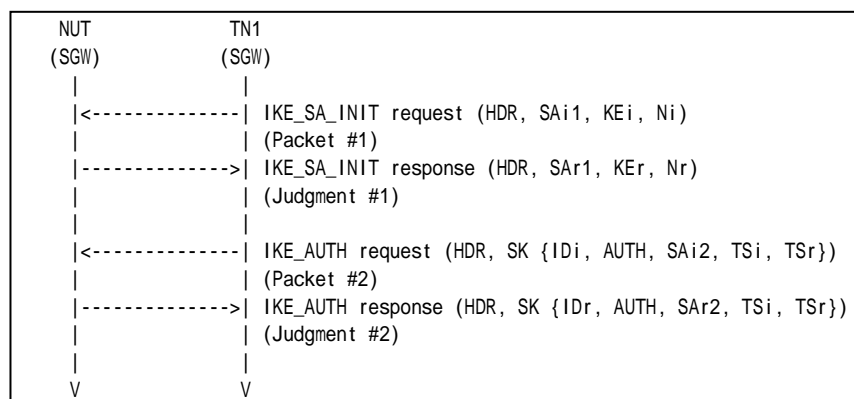 NUT TN1
(SGW) (SGW)
| |
|<--------------| IKE_SA_INIT request (HDR, SAi1, KEi, Ni)
| | (Packet #1)
|-------------->| IKE_SA_INIT response (HDR, SAr1, KEr, Nr)
| | (Judgment #1)
| |
|<--------------| IKE_AUTH request (HDR, SK {IDi, AUTH, SAi2, TSi, TSr})
| | (Packet #2)
|-------------->| IKE_AUTH response (HDR, SK {IDr, AUTH, SAr2, TSi, TSr})
| | (Judgment #2)
| |
V V